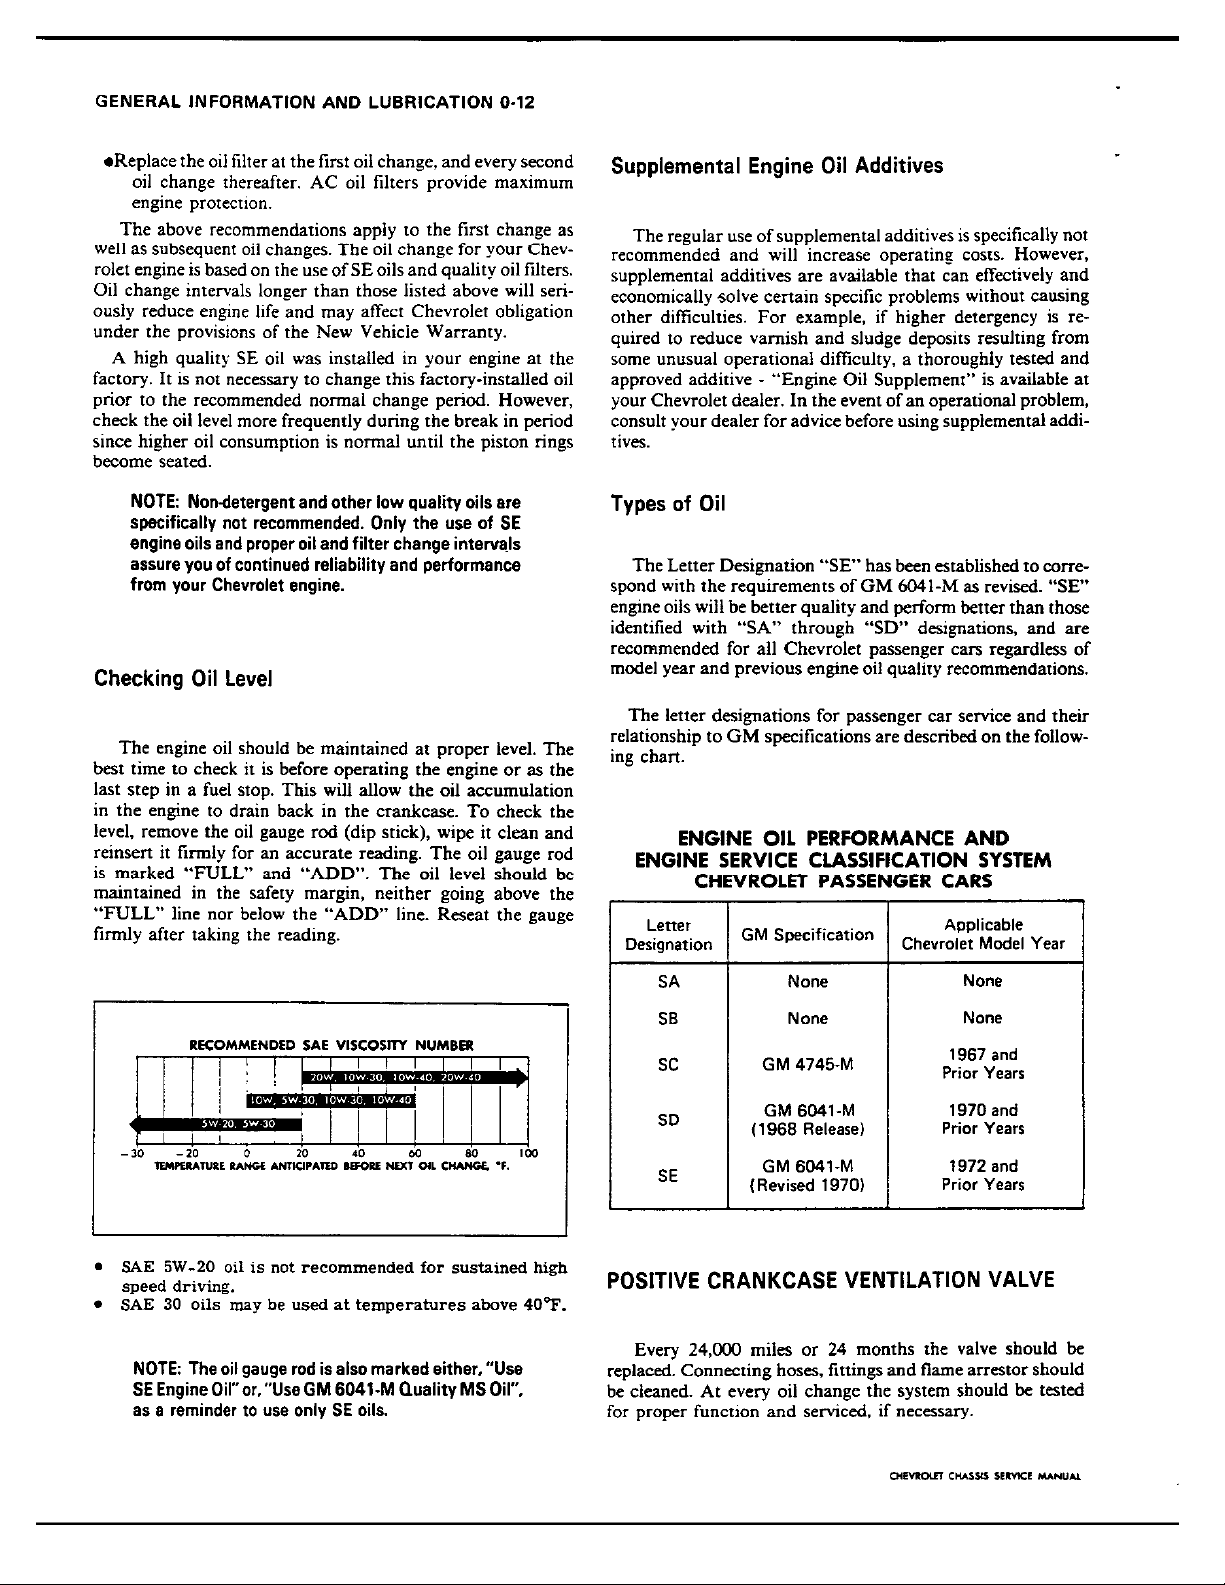 GENERAL INFORMATION AND LUBRICATION 0-12
●Replace the oil filter at the first oil change, and every second
oil change thereafter. AC oil filters provide maximum
engine protection.
The above recommendations apply to the first change as
well as subsequent oil changes. The oil change for your Chev-
rolet engine is based on the use of SE oils and quality oil filters.
Oil change intervals longer than those listed above will seri-
ously reduce engine life and may affect Chevrolet obligation
under the provisions of the New Vehicle Warranty.
A high quality SE oil was installed in your engine at the
factory. It is not necessary to change this factory-installed oil
prior to the recommended normal change period. However,
check the oil level more frequently during the break in period
since higher oil consumption is normal until the piston rings
become seated.
NOTE: Non-detergent and other low quality oils are
specifically not recommended. Only the use of SE
engine oils and proper oil and filter change intervals
assure you of continued reliability and performance
from your Chevrolet engine.
Checking Oil Level
The engine oil should be maintained at proper level. The
best time to check it is before operating the engine or as the
last step in a fuel stop. This will allow the oil accumulation
in the engine to drain back in the crankcase. To check the
level, remove the oil gauge rod (dip stick), wipe it clean and
reinsert it firmly for an accurate reading. The oil gauge rod
is marked "FULL" and "ADD". The oil level should be
maintained in the safety margin, neither going above the
"FULL" line nor below the "ADD" line. Reseat the gauge
firmly after taking the reading.
RECOMMENDED SAE VISCOSITY NUMBER
20W, 10W-30, 10W-40, 20W-40
10W, 5W-30, 10W-30, 10W-40
5W-20, 5W-30
-30 -20 0 20 40 60 80 100
TEMPERATURE RANGE ANTICIPATED BEFORE NEXT OIL CHANGE, °F.
• SAE 5W-20 oil is not recommended for sustained high
speed driving.
• SAE 30 oils may be used at temperatures above 40°F.
NOTE: The oil gauge rod is also marked either, "Use
SE Engine Oil" or, "Use GM 6041-M Quality MS Oil",
as a reminder to use only SE oils.
Supplemental Engine Oil Additives
The regular use of supplemental additives is specifically not
recommended and will increase operating costs. However,
supplemental additives are available that can effectively and
economically solve certain specific problems without causing
other difficulties. For example, if higher detergency is re-
quired to reduce varnish and sludge deposits resulting from
some unusual operational difficulty, a thoroughly tested and
approved additive - "Engine Oil Supplement" is available at
your Chevrolet dealer. In the event of an operational problem,
consult your dealer for advice before using supplemental addi-
tives.
Types of Oil
The Letter Designation "SE" has been established to corre-
spond with the requirements of GM 6041-M as revised. "SE"
engine oils will be better quality and perform better than those
identified with "SA" through "SD" designations, and are
recommended for all Chevrolet passenger cars regardless of
model year and previous engine oil quality recommendations.
The letter designations for passenger car service and their
relationship to GM specifications are described on the follow-
ing chart.
ENGINE OIL PERFORMANCE AND
ENGINE SERVICE CLASSIFICATION SYSTEM
CHEVROLET PASSENGER CARS
Letter
Designation
GM Specification
Applicable
Chevrolet Model Year
SA None None
SB None None
SC GM 4745-M 1967 and
Prior Years
SD GM 6041-M 1970 and
(1968 Release) Prior Years
SE GM 6041-M 1972 and
(Revised 1970) Prior Years
POSITIVE CRANKCASE VENTILATION VALVE
Every 24,000 miles or 24 months the valve should be
replaced. Connecting hoses, fittings and flame arrestor should
be cleaned. At every oil change the system should be tested
for proper function and serviced, if necessary.
CHEVROLET CHASSIS SERVICE MANUAL